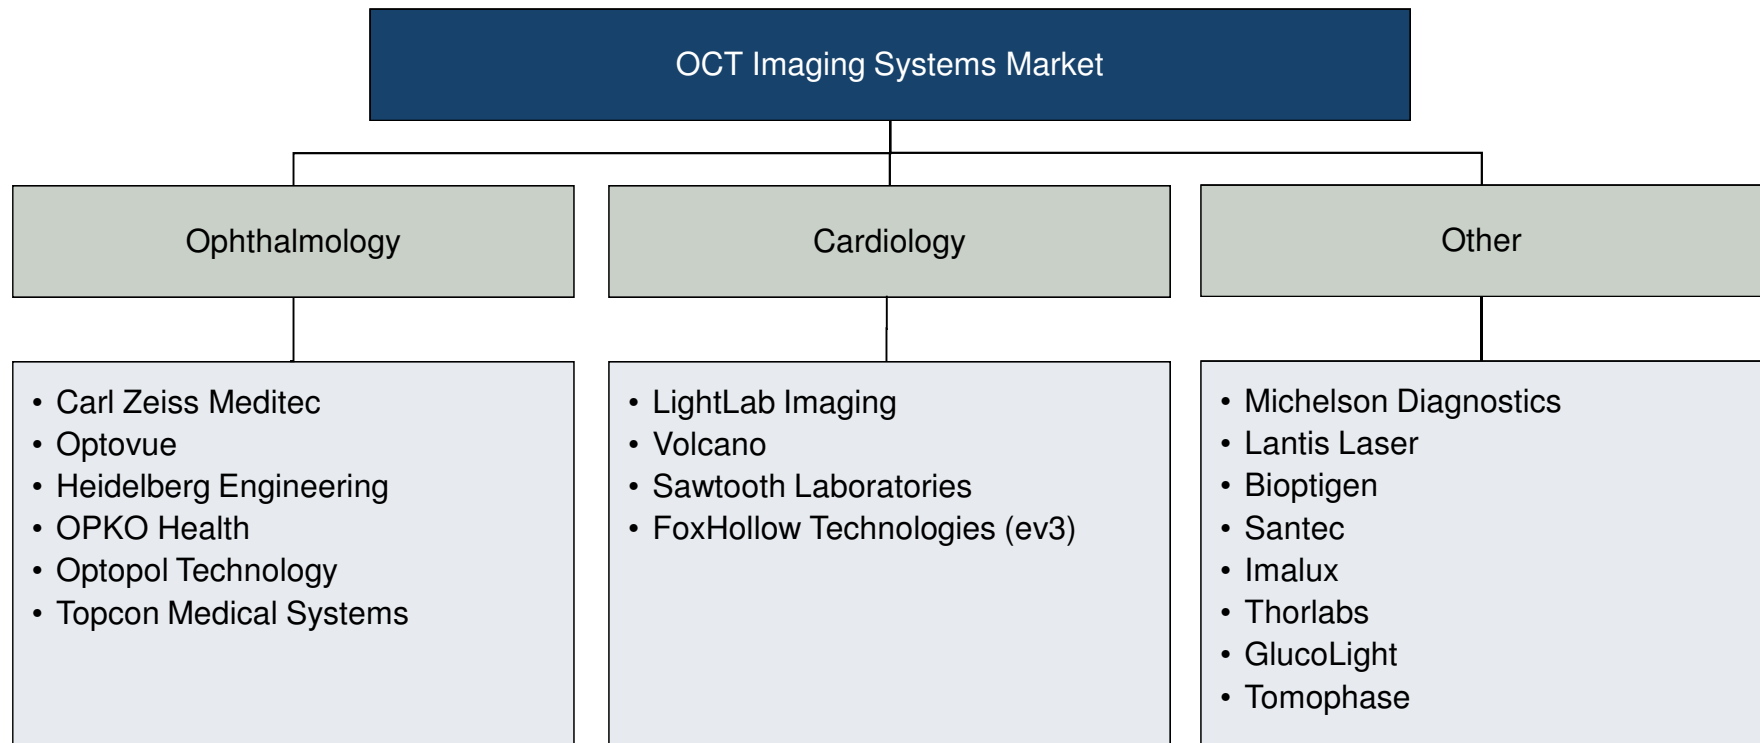 OCT Imaging Systems Market
Ophthalmology
Cardiology
Other
• Carl Zeiss Meditec
• Optovue
• Heidelberg Engineering
• OPKO Health
• Optopol Technology
• Topcon Medical Systems
• LightLab Imaging
• Volcano
• Sawtooth Laboratories
• FoxHollow Technologies (ev3)
• Michelson Diagnostics
• Lantis Laser
• Bioptigen
• Santec
• Imalux
• Thorlabs
• GlucoLight
• Tomophase